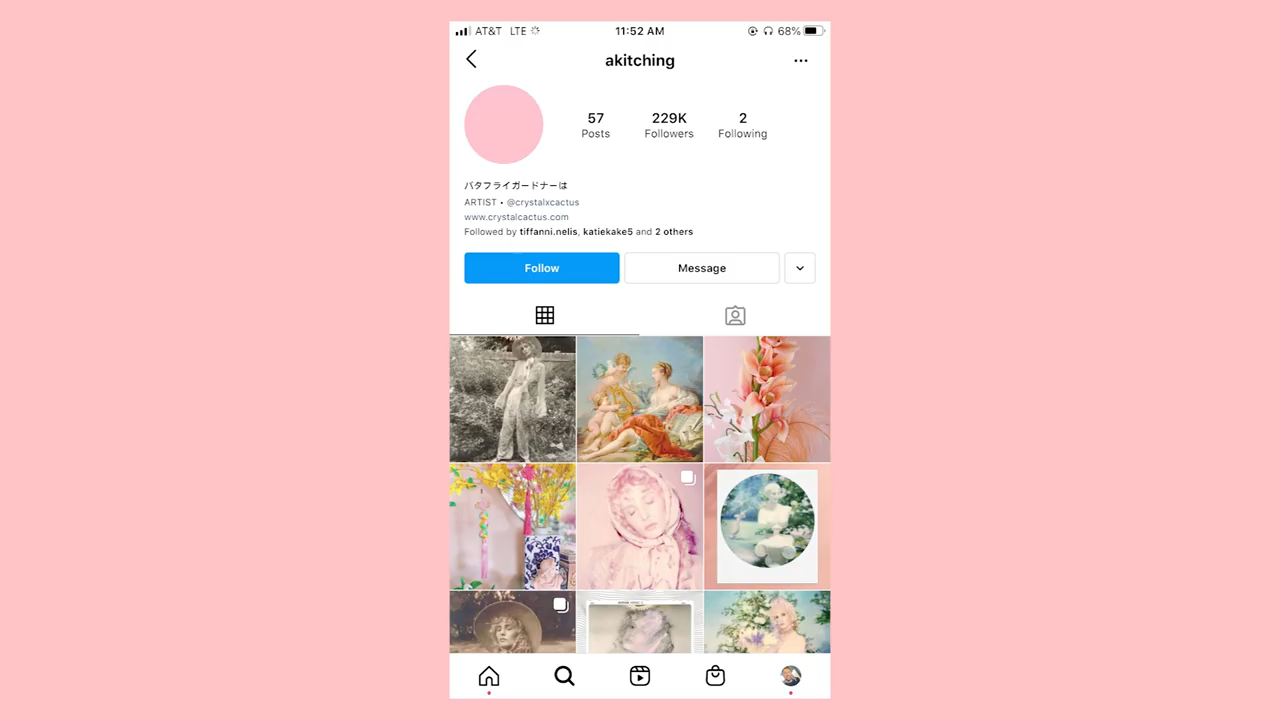 AT&T LTE 11:52 AM 68%
akitching
57 229K 2
Posts Followers Following
バタフライガードナーは
ARTIST • @crystalxcactus
www.crystalcactus.com
Followed by tiffanni.nelis, katiekake5 and 2 others
Follow Message